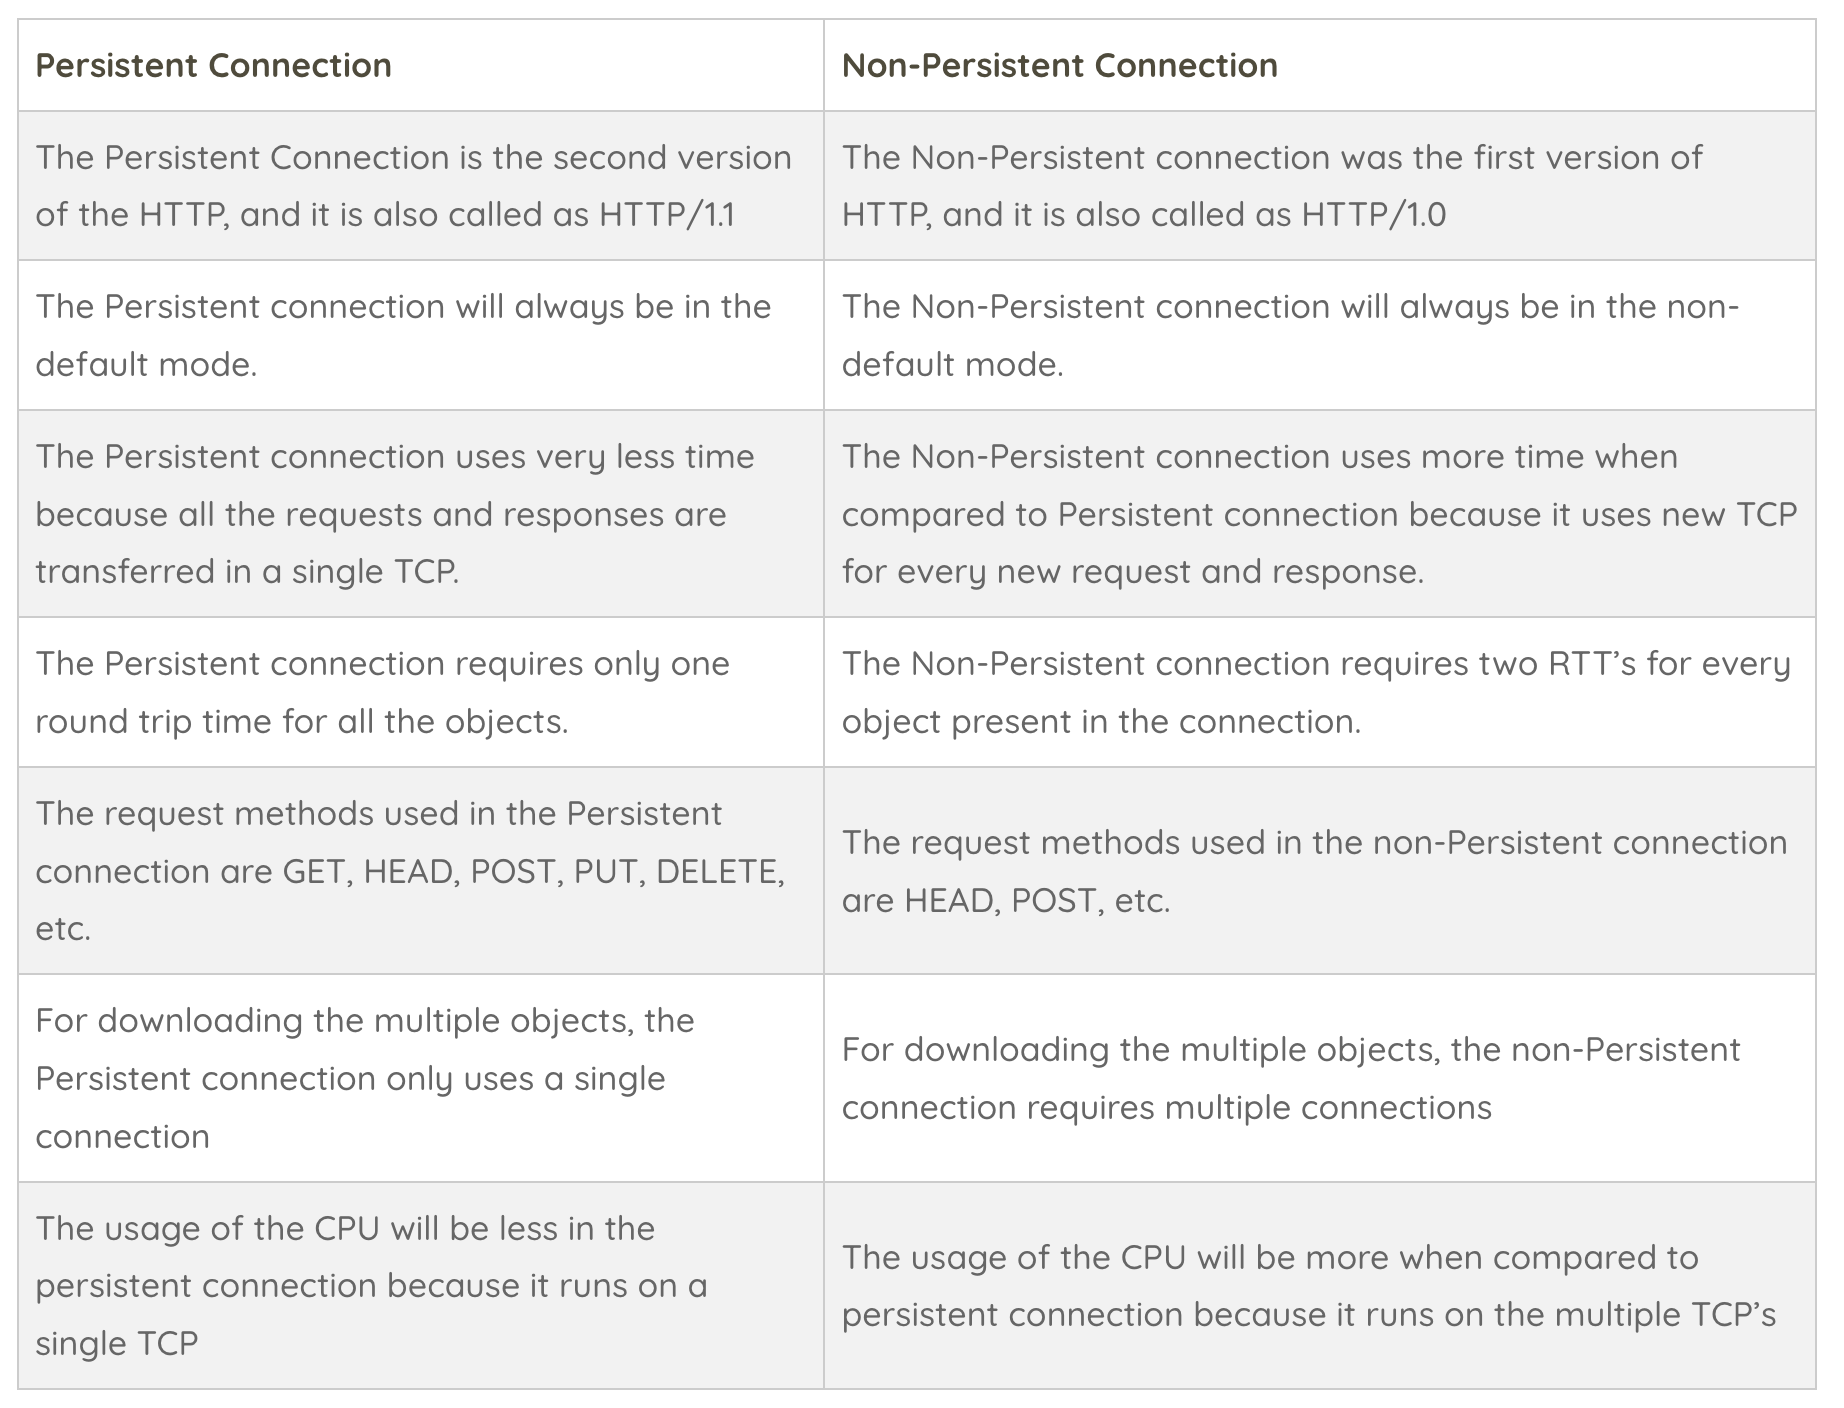 Persistent Connection
Non-Persistent Connection
The Persistent Connection is the second version
of the HTTP, and it is also called as HTTP/1.1
The Non-Persistent connection was the first version of
HTTP, and it is also called as HTTP/1.0
The Persistent connection will always be in the
default mode.
The Non-Persistent connection will always be in the non-
default mode.
The Persistent connection uses very less time
because all the requests and responses are
transferred in a single TCP.
The Non-Persistent connection uses more time when
compared to Persistent connection because it uses new TCP
for every new request and response.
The Persistent connection requires only one
round trip time for all the objects.
The Non-Persistent connection requires two RTT’s for every
object present in the connection.
The request methods used in the Persistent
connection are GET, HEAD, POST, PUT, DELETE,
etc.
The request methods used in the non-Persistent connection
are HEAD, POST, etc.
For downloading the multiple objects, the
Persistent connection only uses a single
connection
For downloading the multiple objects, the non-Persistent
connection requires multiple connections
The usage of the CPU will be less in the
persistent connection because it runs on a
single TCP
The usage of the CPU will be more when compared to
persistent connection because it runs on the multiple TCP’s